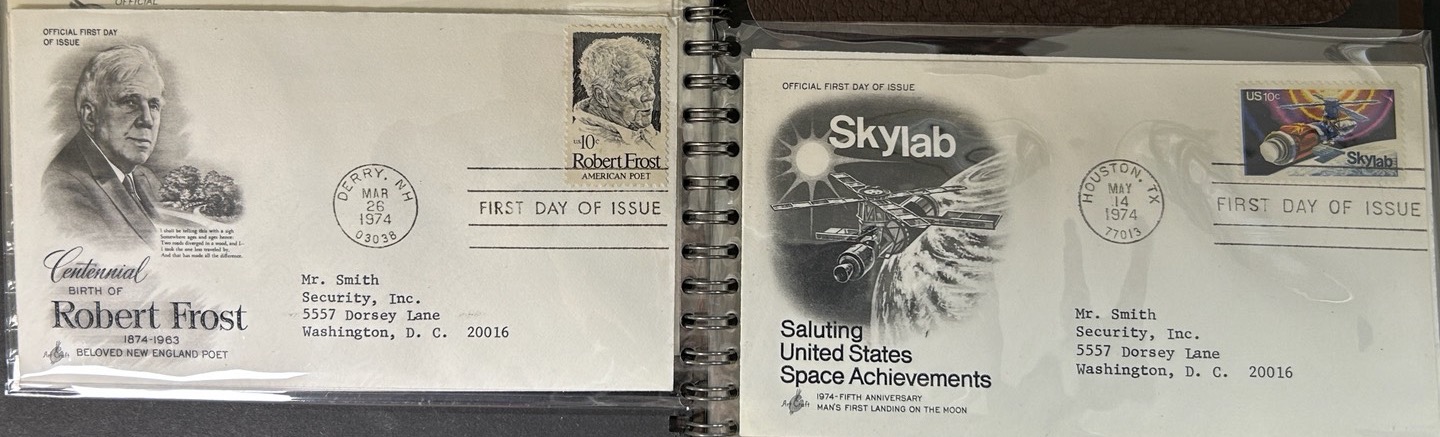 OFFICIAL
OFFICIAL FIRST DAY
OF ISSUE
US 10c
Robert Frost
AMERICAN POET
DERRY, NH
MAR
26
1974
03038
FIRST DAY OF ISSUE
I shall be telling this with a sigh
Somewhere ages and ages hence:
Two roads diverged in a wood, and I—
I took the one less traveled by,
And that has made all the difference.
Centennial
BIRTH OF
Robert Frost
1874-1963
Art Craft
BELOVED NEW ENGLAND POET
Mr. Smith
Security, Inc.
5557 Dorsey Lane
Washington, D. C. 20016
OFFICIAL FIRST DAY OF ISSUE
Skylab
US 10c
Skylab
HOUSTON, TX
MAY
14
1974
77013
FIRST DAY OF ISSUE
Saluting
United States
Space Achievements
Art Craft
1974-FIFTH ANNIVERSARY
MAN'S FIRST LANDING ON THE MOON
Mr. Smith
Security, Inc.
5557 Dorsey Lane
Washington, D. C. 20016